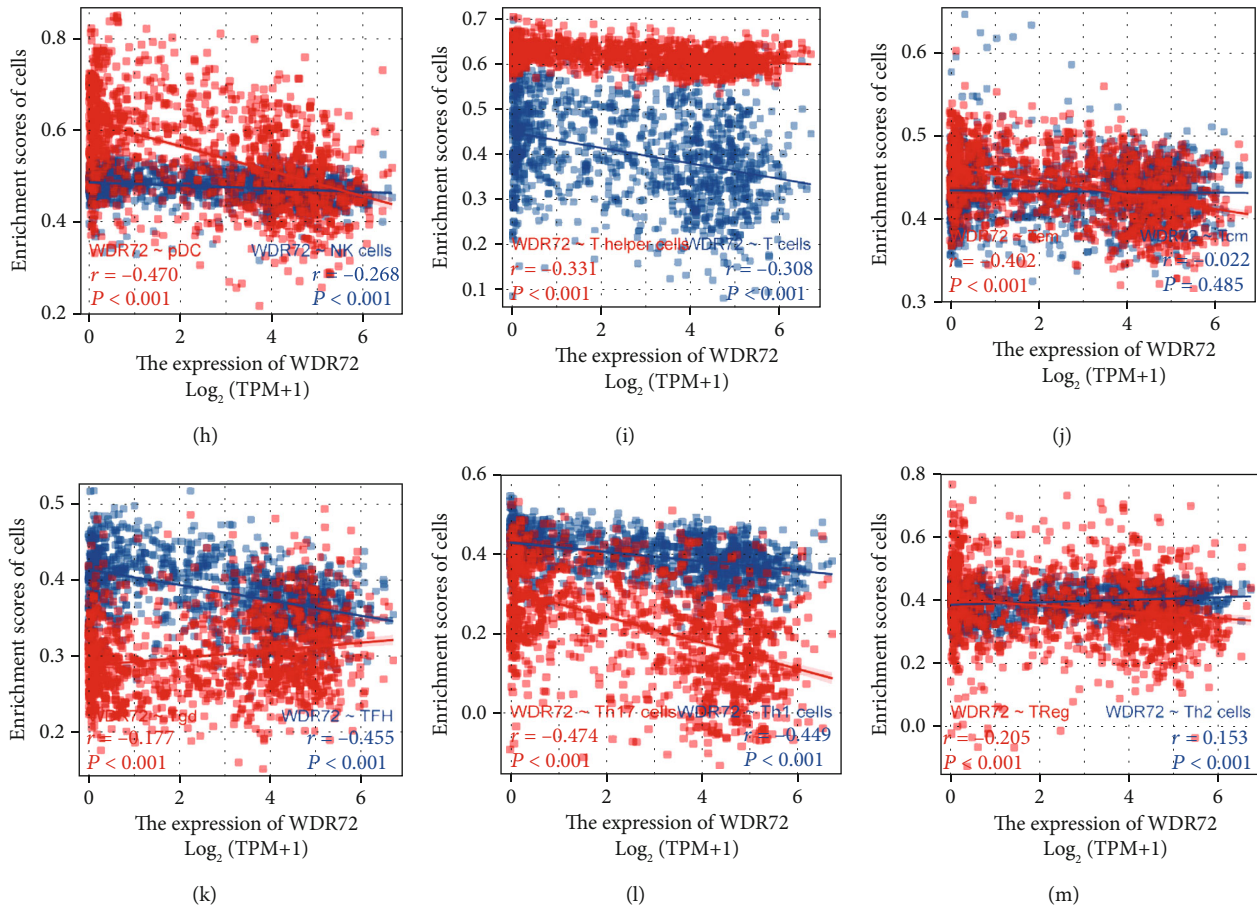 0.8
0.6
0.4
0.2
Enrichment scores of cells
WDR72 ~ pDC
r = −0.470
P < 0.001
WDR72 ~ NK cells
r = −0.268
P < 0.001
0 2 4 6
The expression of WDR72
Log₂ (TPM+1)
(h)
0.7
0.6
0.5
0.4
0.3
0.2
0.1
Enrichment scores of cells
WDR72 ~ T helper cells
r = −0.331
P < 0.001
WDR72 ~ T cells
r = −0.308
P < 0.001
0 2 4 6
The expression of WDR72
Log₂ (TPM+1)
(i)
0.6
0.5
0.4
0.3
Enrichment scores of cells
WDR72 ~ Tem
r = −0.402
P < 0.001
WDR72 ~ Tcm
r = −0.022
P = 0.485
0 2 4 6
The expression of WDR72
Log₂ (TPM+1)
(j)
0.5
0.4
0.3
0.2
Enrichment scores of cells
WDR72 ~ Tgd
r = −0.177
P < 0.001
WDR72 ~ TFH
r = −0.455
P < 0.001
0 2 4 6
The expression of WDR72
Log₂ (TPM+1)
(k)
0.6
0.4
0.2
0.0
Enrichment scores of cells
WDR72 ~ Th17 cells
r = −0.474
P < 0.001
WDR72 ~ Th1 cells
r = −0.449
P < 0.001
0 2 4 6
The expression of WDR72
Log₂ (TPM+1)
(l)
0.8
0.6
0.4
0.2
0.0
Enrichment scores of cells
WDR72 ~ TReg
r = −0.205
P ≤ 0.001
WDR72 ~ Th2 cells
r = 0.153
P < 0.001
0 2 4 6
The expression of WDR72
Log₂ (TPM+1)
(m)